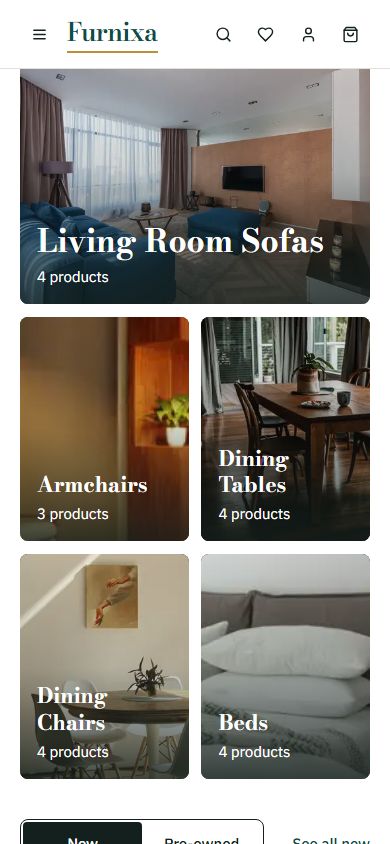 Furnixa
Living Room Sofas
4 products
Armchairs
3 products
Dining
Tables
4 products
Dining
Chairs
4 products
Beds
4 products
New
Pre-owned
See all now